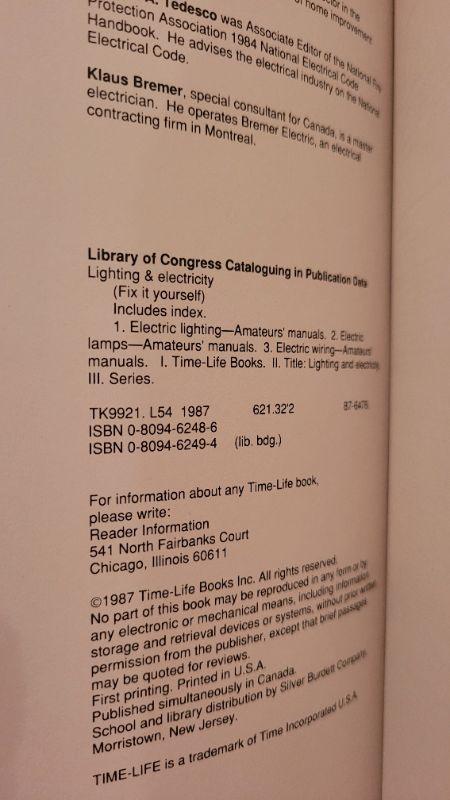 of home improvement
Tedesco was Associate Editor of the National Fire
Protection Association 1984 National Electrical Code
Handbook. He advises the electrical industry on the National
Electrical Code.
Klaus Bremer, special consultant for Canada, is a master
electrician. He operates Bremer Electric, an electrical
contracting firm in Montreal.
Library of Congress Cataloguing in Publication Data
Lighting & electricity
(Fix it yourself)
Includes index.
1. Electric lighting—Amateurs' manuals. 2. Electric
lamps—Amateurs' manuals. 3. Electric wiring—Amateurs'
manuals. I. Time-Life Books. II. Title: Lighting and electricity.
III. Series.
TK9921. L54 1987 621.32'2
ISBN 0-8094-6248-6
ISBN 0-8094-6249-4 (lib. bdg.)
For information about any Time-Life book,
please write:
Reader Information
541 North Fairbanks Court
Chicago, Illinois 60611
©1987 Time-Life Books Inc. All rights reserved.
No part of this book may be reproduced in any form or by
any electronic or mechanical means, including information
storage and retrieval devices or systems, without prior written
permission from the publisher, except that brief passages
may be quoted for reviews.
First printing. Printed in U.S.A.
Published simultaneously in Canada.
School and library distribution by Silver Burdett Company,
Morristown, New Jersey.
TIME-LIFE is a trademark of Time Incorporated U.S.A.